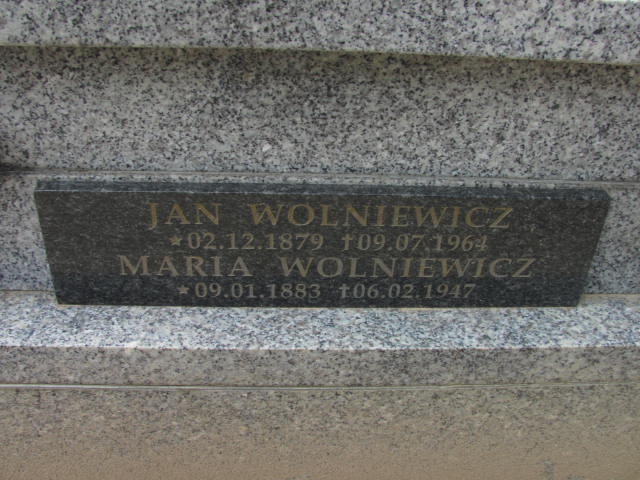 JAN WOLNIEWICZ
★02.12.1879 †09.07.1964
MARIA WOLNIEWICZ
★09.01.1883 †06.02.1947